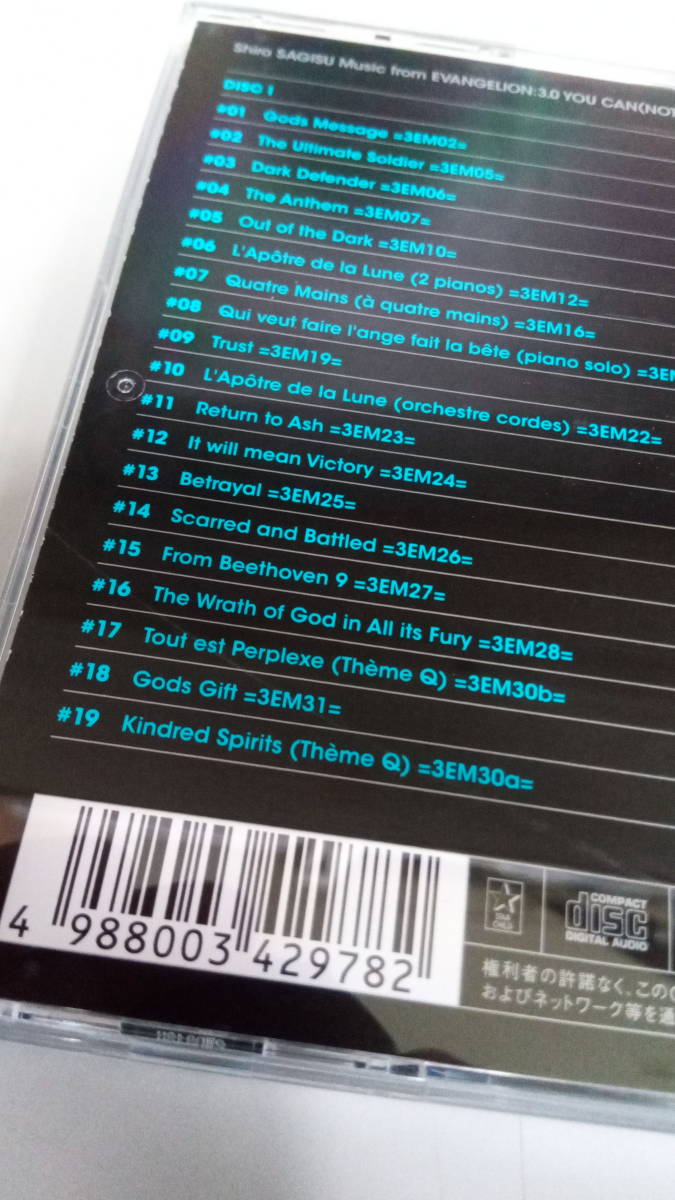 Shiro SAGISU Music from EVANGELION:3.0 YOU CAN(NOT
DISC 1
#01 Gods Message =3EM02=
#02 The Ultimate Soldier =3EM05=
#03 Dark Defender =3EM06=
#04 The Anthem =3EM07=
#05 Out of the Dark =3EM10=
#06 L'Apôtre de la Lune (2 pianos) =3EM12=
#07 Quatre Mains (à quatre mains) =3EM16=
#08 Qui veut faire l'ange fait la bête (piano solo) =3EM
#09 Trust =3EM19=
#10 L'Apôtre de la Lune (orchestre cordes) =3EM22=
#11 Return to Ash =3EM23=
#12 It will mean Victory =3EM24=
#13 Betrayal =3EM25=
#14 Scarred and Battled =3EM26=
#15 From Beethoven 9 =3EM27=
#16 The Wrath of God in All its Fury =3EM28=
#17 Tout est Perplexe (Thème Q) =3EM30b=
#18 Gods Gift =3EM31=
#19 Kindred Spirits (Thème Q) =3EM30a=
4 988003 429782
STAR CHILD
COMPACT disc DIGITAL AUDIO
権利者の許諾なく、このC
およびネットワーク等を通